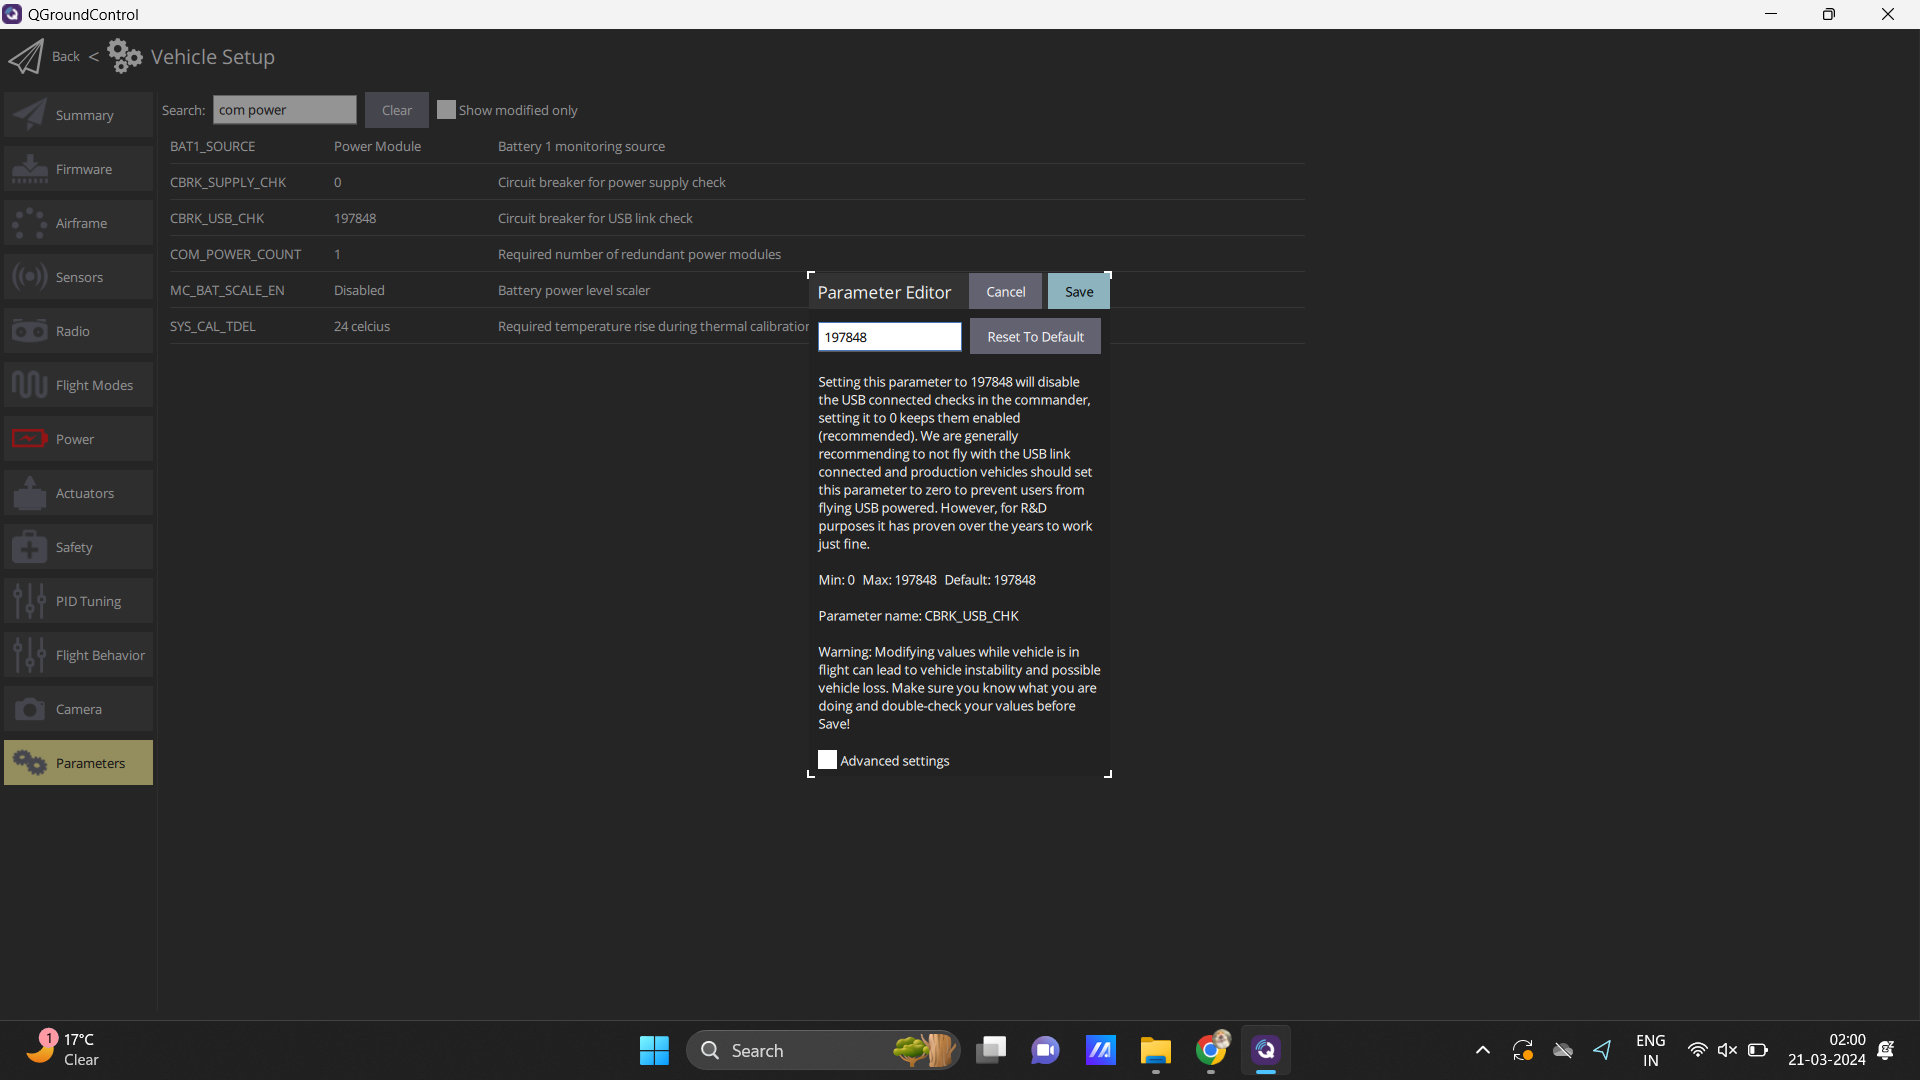 QGroundControl
Back < Vehicle Setup
Summary
Firmware
Airframe
Sensors
Radio
Flight Modes
Power
Actuators
Safety
PID Tuning
Flight Behavior
Camera
Parameters
Search: com power Clear Show modified only
BAT1_SOURCE Power Module Battery 1 monitoring source
CBRK_SUPPLY_CHK 0 Circuit breaker for power supply check
CBRK_USB_CHK 197848 Circuit breaker for USB link check
COM_POWER_COUNT 1 Required number of redundant power modules
MC_BAT_SCALE_EN Disabled Battery power level scaler
SYS_CAL_TDEL 24 celcius Required temperature rise during thermal calibration
Parameter Editor Cancel Save
197848 Reset To Default
Setting this parameter to 197848 will disable
the USB connected checks in the commander,
setting it to 0 keeps them enabled
(recommended). We are generally
recommending to not fly with the USB link
connected and production vehicles should set
this parameter to zero to prevent users from
flying USB powered. However, for R&D
purposes it has proven over the years to work
just fine.
Min: 0 Max: 197848 Default: 197848
Parameter name: CBRK_USB_CHK
Warning: Modifying values while vehicle is in
flight can lead to vehicle instability and possible
vehicle loss. Make sure you know what you are
doing and double-check your values before
Save!
Advanced settings
1 17°C
Clear
Search
ENG
IN
02:00
21-03-2024